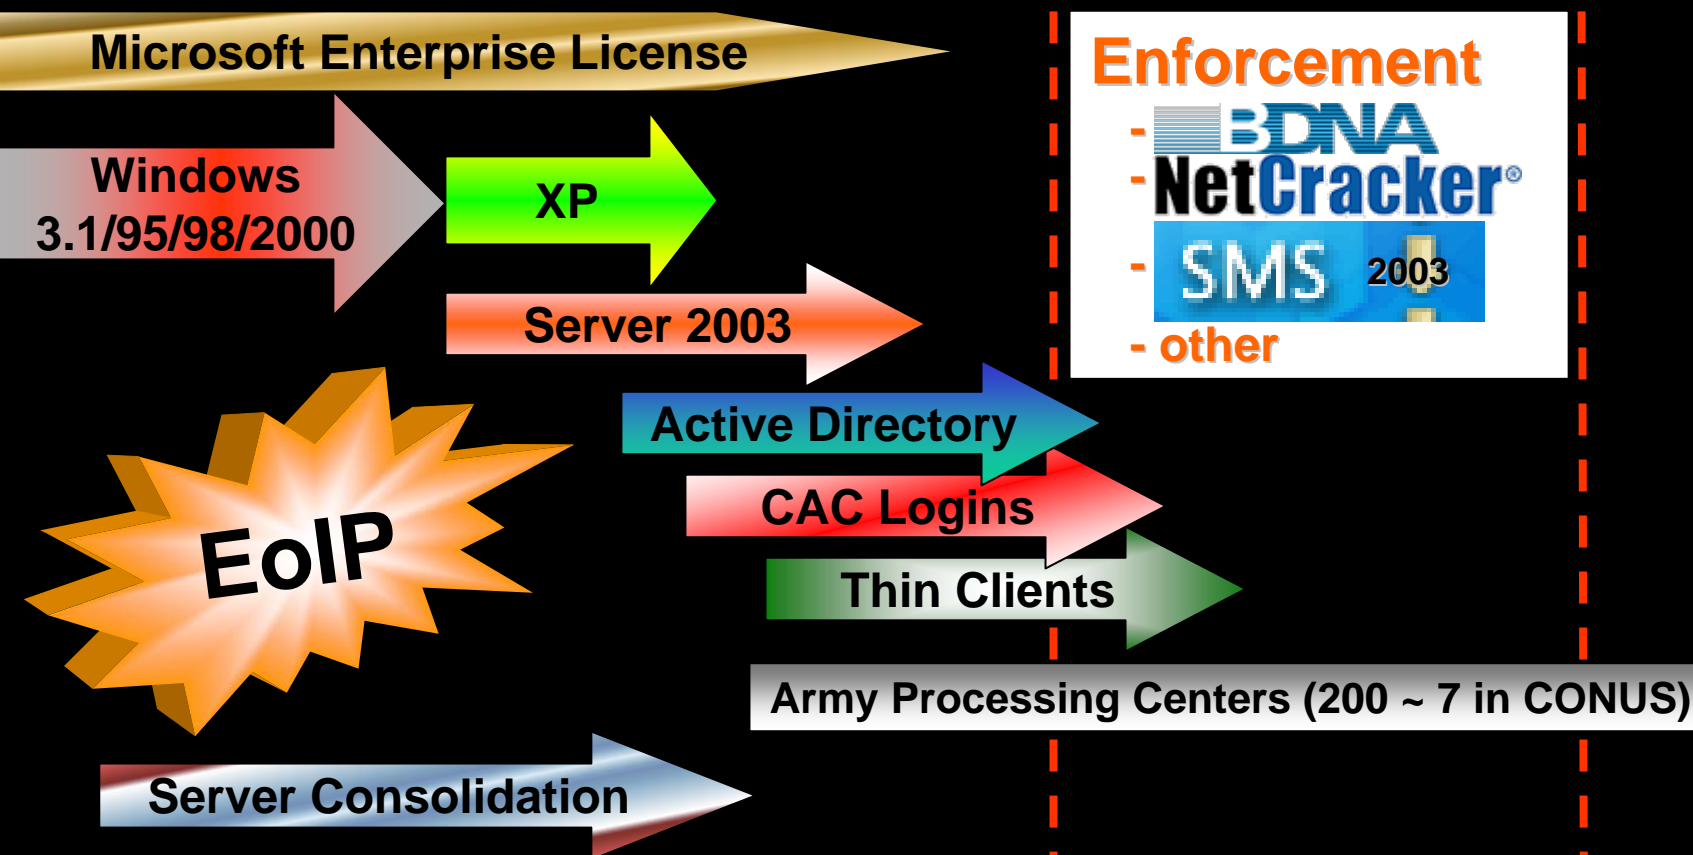 Microsoft Enterprise License
Windows
3.1/95/98/2000
XP
Server 2003
Enforcement
- BDNA
- NetCracker®
- SMS 2003
- other
Active Directory
CAC Logins
Thin Clients
EoIP
Army Processing Centers (200 ~ 7 in CONUS)
Server Consolidation